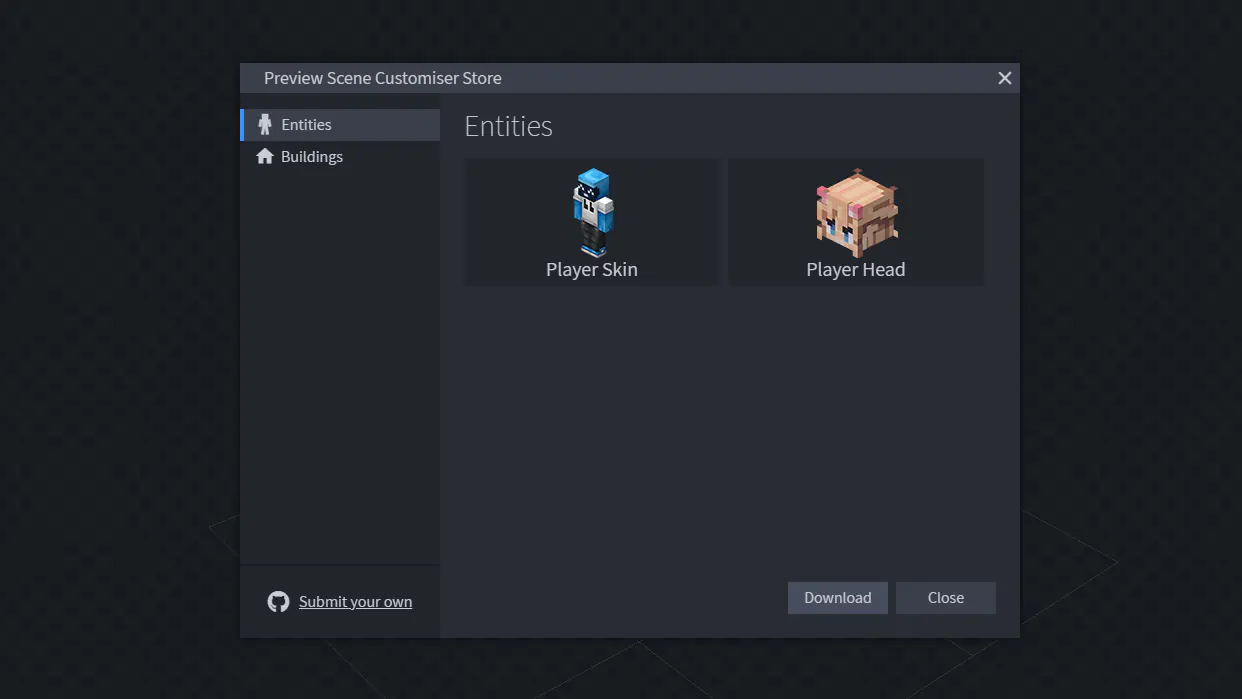 Preview Scene Customiser Store
Entities
Buildings
Submit your own
Entities
Player Skin
Player Head
Download
Close